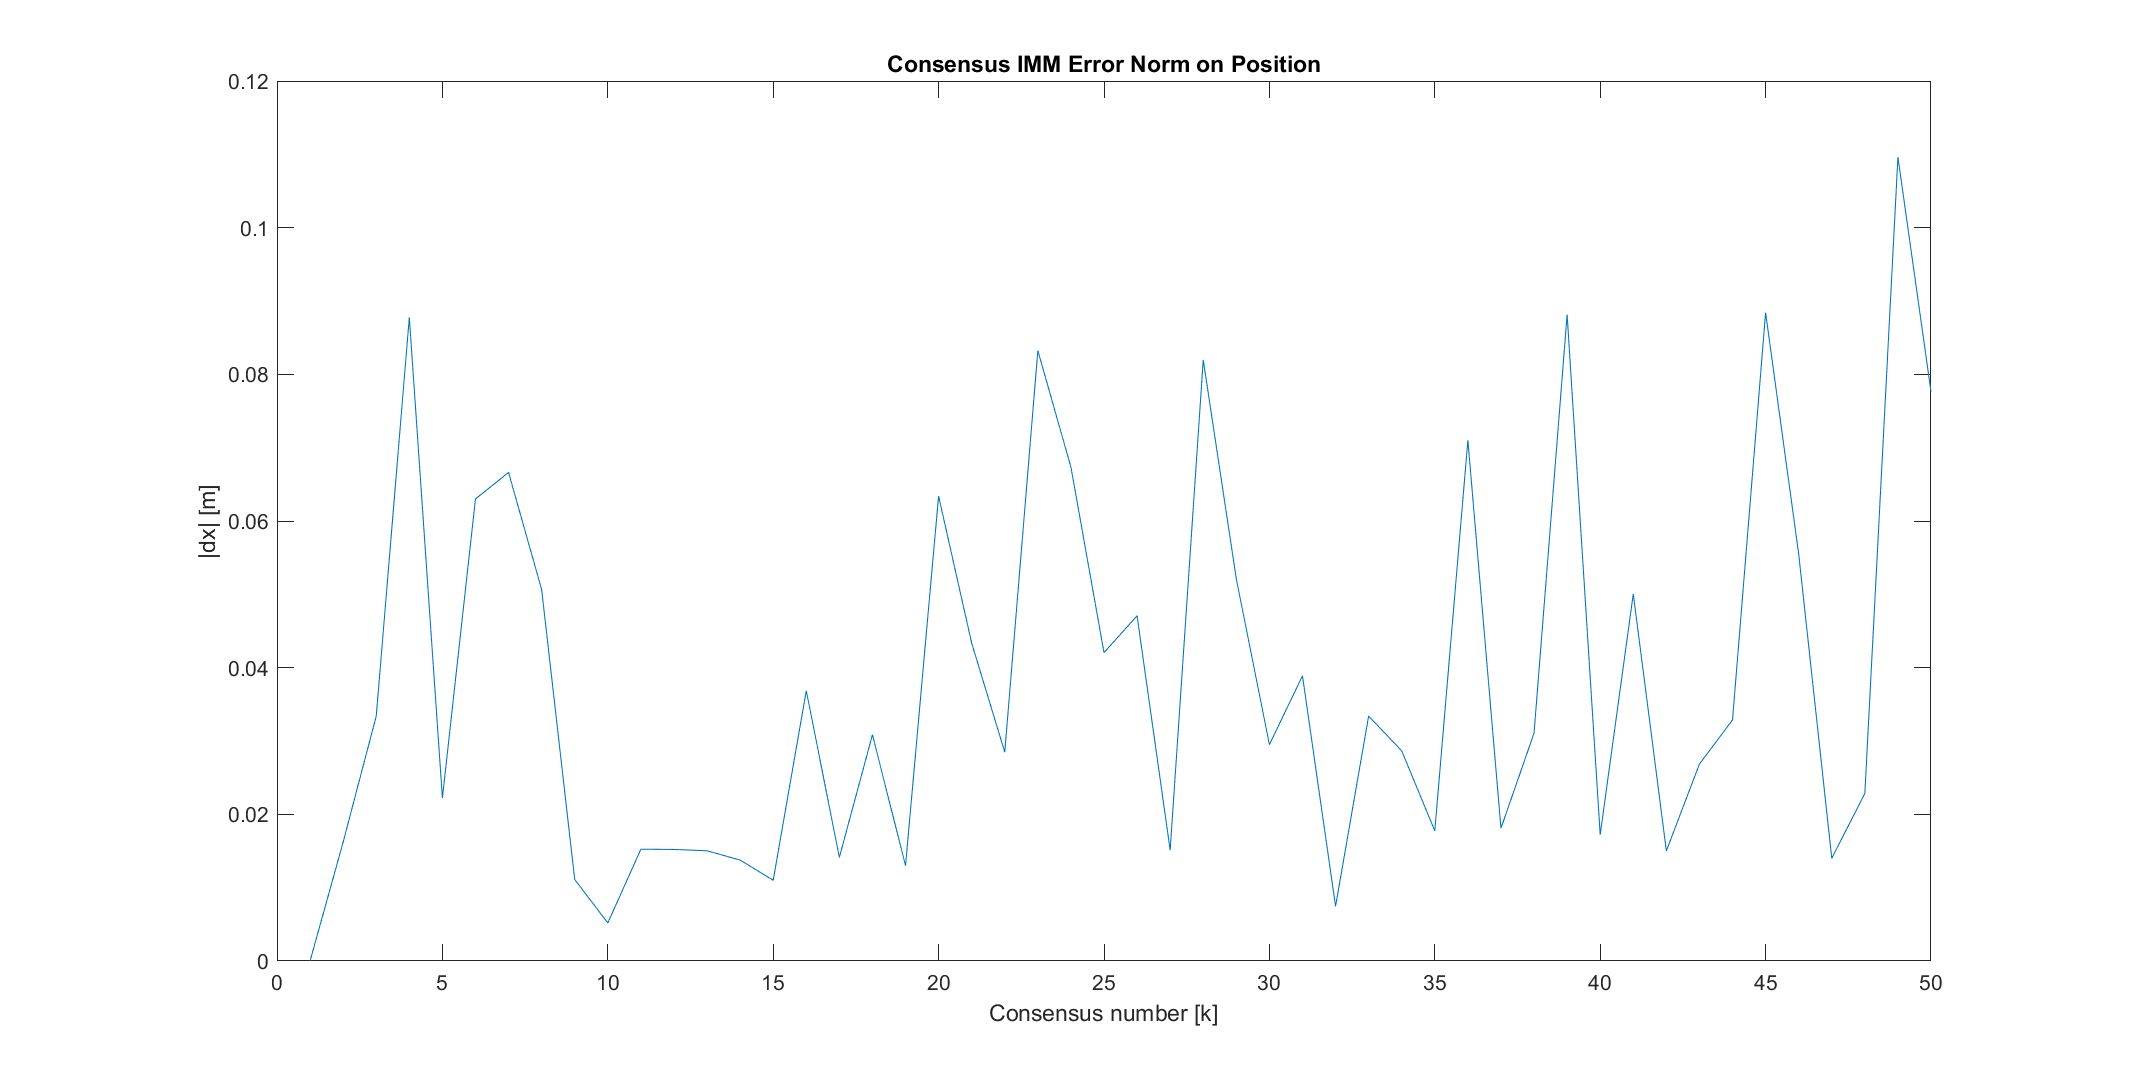 Consensus IMM Error Norm on Position
0.12
0.1
0.08
0.06
0.04
0.02
0
|dx| [m]
0 5 10 15 20 25 30 35 40 45 50
Consensus number [k]